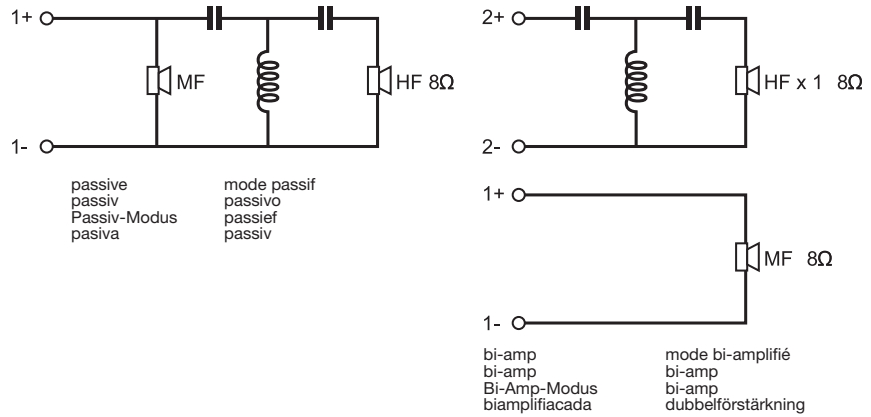 1+
MF
HF 8Ω
1-
passive
passiv
Passiv-Modus
pasiva
mode passif
passivo
passief
passiv
2+
HF x 1 8Ω
2-
1+
MF 8Ω
1-
bi-amp
bi-amp
Bi-Amp-Modus
biamplifiacada
mode bi-amplifié
bi-amp
bi-amp
dubbelförstärkning